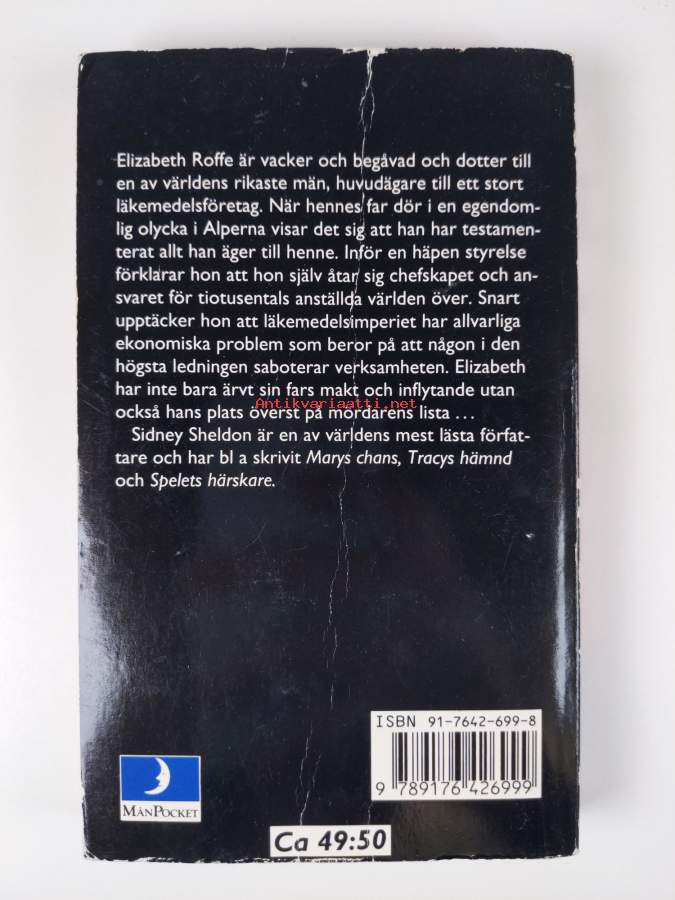 Elizabeth Roffe är vacker och begåvad och dotter till
en av världens rikaste män, huvudägare till ett stort
läkemedelsföretag. När hennes far dör i en egendom-
lig olycka i Alperna visar det sig att han har testamen-
terat allt han äger till henne. Inför en häpen styrelse
förklarar hon att hon själv åtar sig chefskapet och an-
svaret för tiotusentals anställda världen över. Snart
upptäcker hon att läkemedelsimperiet har allvarliga
ekonomiska problem som beror på att någon i den
högsta ledningen saboterar verksamheten. Elizabeth
har inte bara ärvt sin fars makt och inflytande utan
också hans plats överst på mördarens lista ...
Antikvariaatti.net
Sidney Sheldon är en av världens mest lästa förfat-
tare och har bl a skrivit Marys chans, Tracys hämnd
och Spelets härskare.
ISBN 91-7642-699-8
9 789176 426999
MÅNPOCKET
Ca 49:50